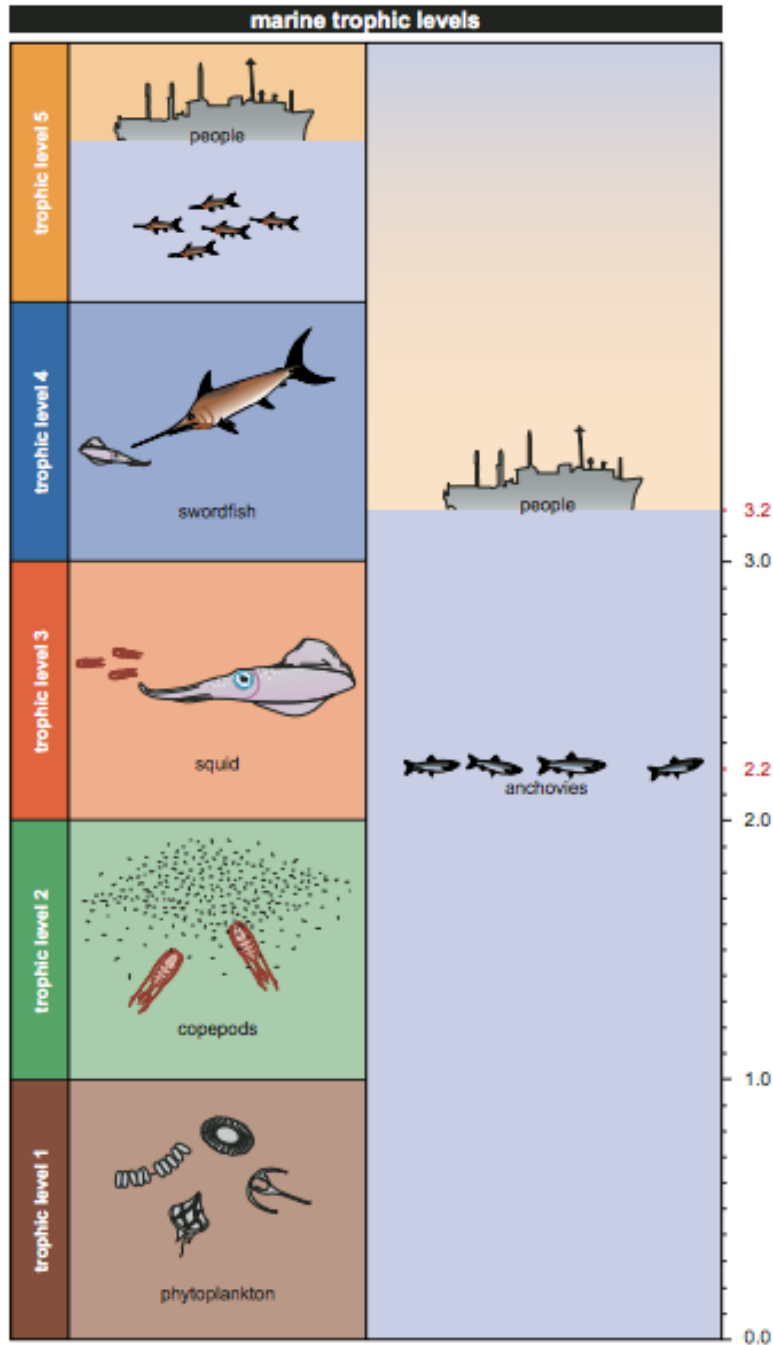 marine trophic levels
trophic level 5
people
trophic level 4
swordfish
people
3.2
3.0
trophic level 3
squid
2.2
anchovies
2.0
trophic level 2
copepods
1.0
trophic level 1
phytoplankton
0.0